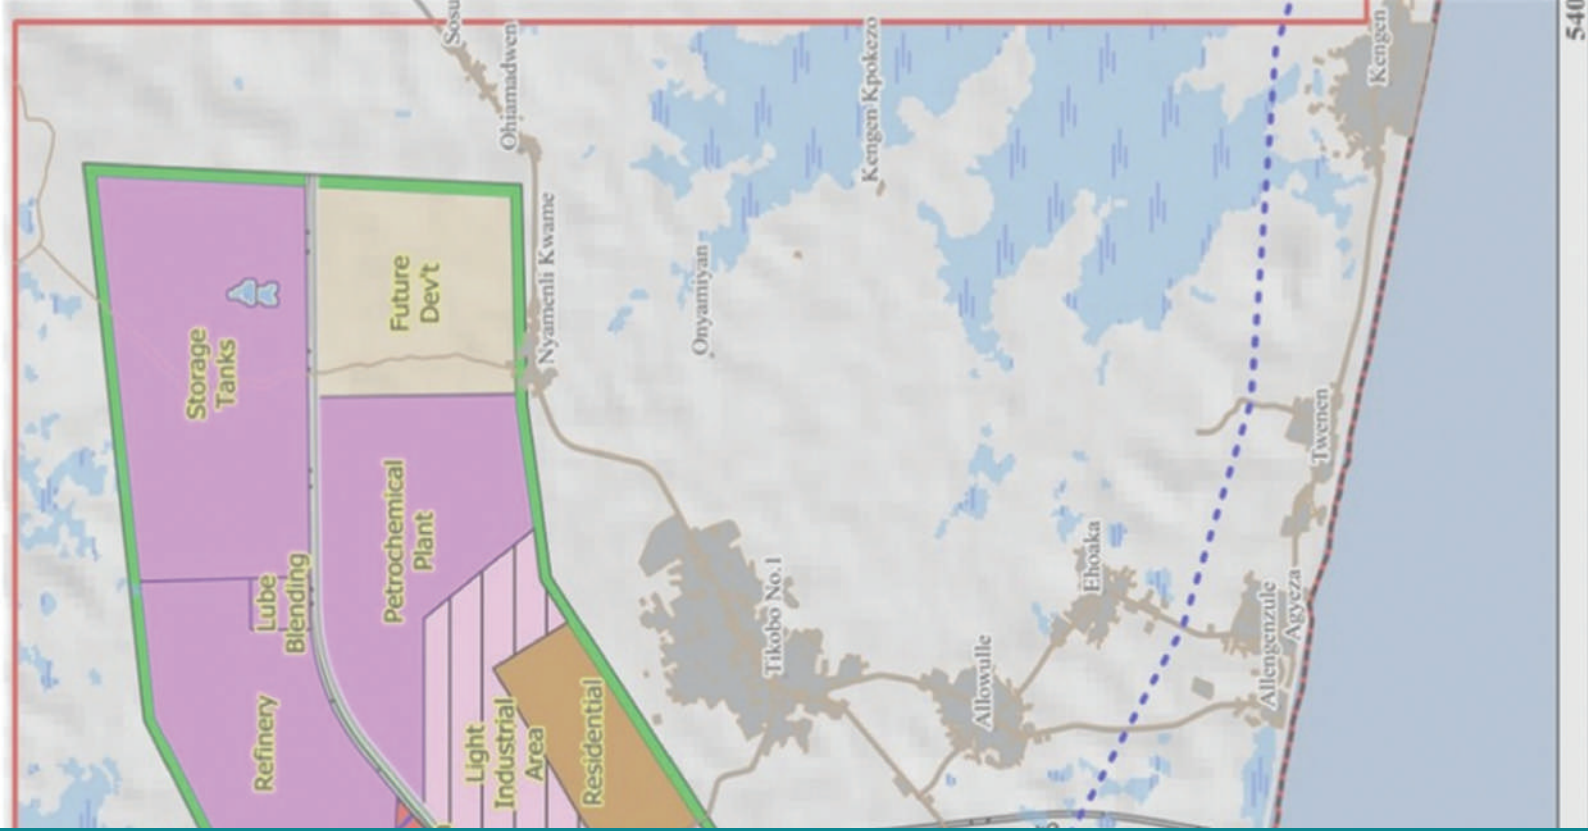 Sosu
Ohiamadwen
Kengen Kpokezo
Kengen
540
Nyamenli Kwame
Onyamiyan
Future
Dev't
Storage
Tanks
Twenen
Petrochemical
Plant
Lube
Blending
Ehoaka
Tikobo No.1
Agyeza
Allengenzule
Allowulle
Refinery
Light
Industrial
Area
Residential